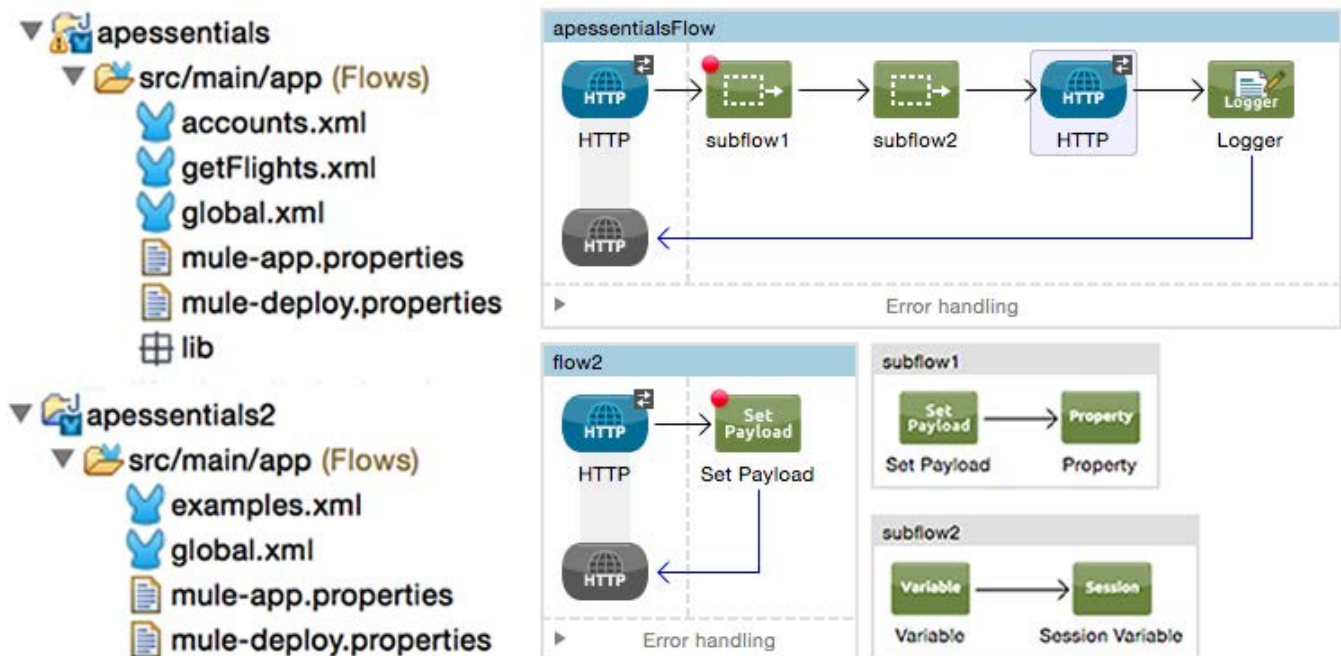 apessentials
src/main/app (Flows)
accounts.xml
getFlights.xml
global.xml
mule-app.properties
mule-deploy.properties
lib
apessentials2
src/main/app (Flows)
examples.xml
global.xml
mule-app.properties
mule-deploy.properties
apessentialsFlow
HTTP
HTTP
Logger
HTTP
subflow1
subflow2
HTTP
Logger
HTTP
Error handling
flow2
HTTP
Set
Payload
HTTP
Set Payload
HTTP
Error handling
subflow1
Set
Payload
Property
Set Payload
Property
subflow2
Variable
Session
Variable
Session Variable